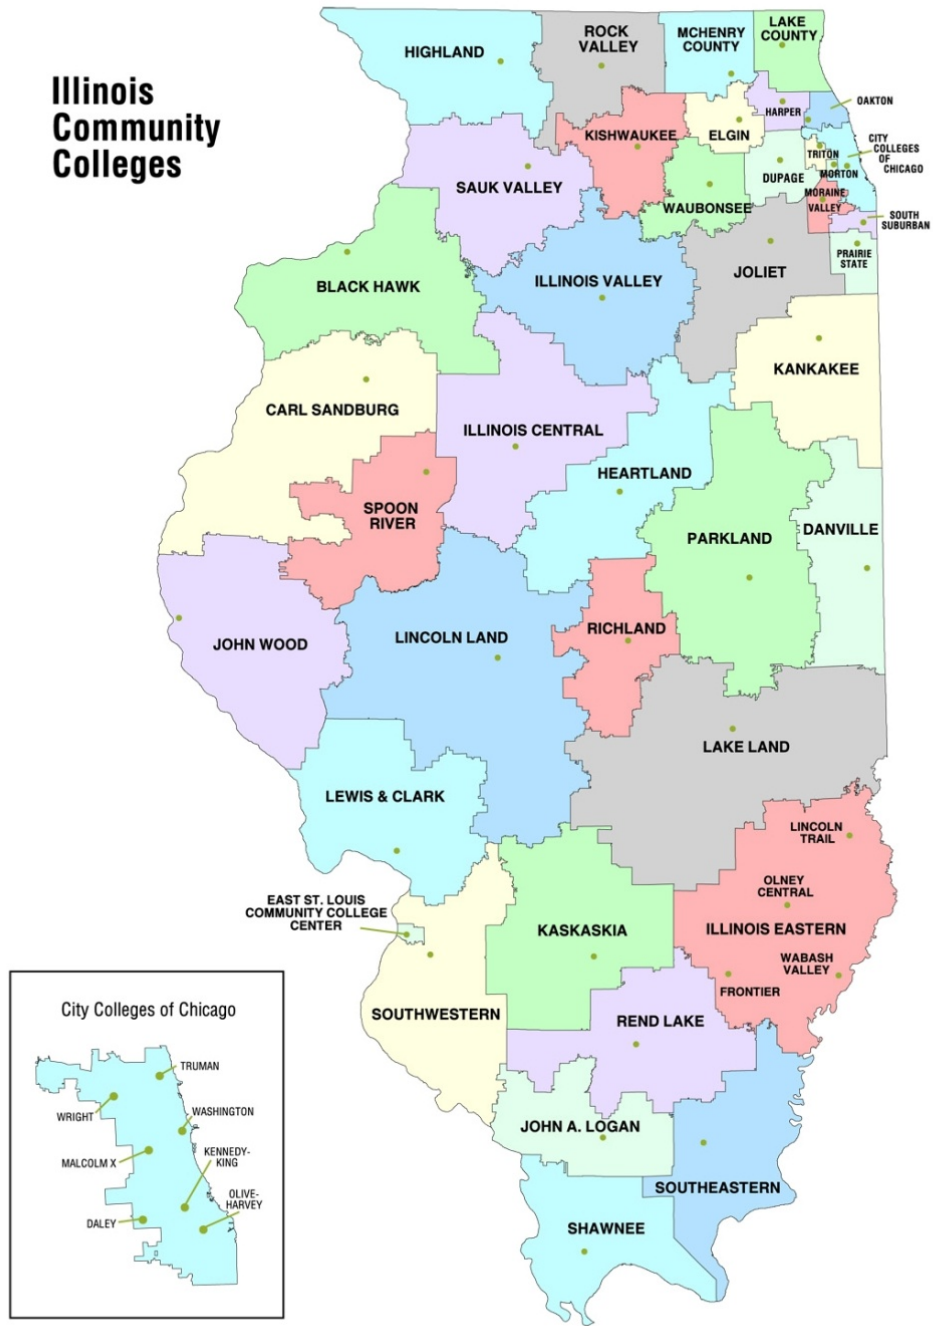 Illinois
Community
Colleges
HIGHLAND
ROCK
VALLEY
MCHENRY
COUNTY
LAKE
COUNTY
HARPER
OAKTON
KISHWAUKEE
ELGIN
CITY
COLLEGES
OF
CHICAGO
TRITON
MORTON
DUPAGE
SAUK VALLEY
MORAINE
VALLEY
WAUBONSEE
SOUTH
SUBURBAN
PRAIRIE
STATE
BLACK HAWK
ILLINOIS VALLEY
JOLIET
KANKAKEE
CARL SANDBURG
ILLINOIS CENTRAL
HEARTLAND
SPOON
RIVER
PARKLAND
DANVILLE
JOHN WOOD
LINCOLN LAND
RICHLAND
LAKE LAND
LEWIS & CLARK
LINCOLN
TRAIL
OLNEY
CENTRAL
EAST ST. LOUIS
COMMUNITY COLLEGE
CENTER
KASKASKIA
ILLINOIS EASTERN
WABASH
VALLEY
FRONTIER
SOUTHWESTERN
REND LAKE
JOHN A. LOGAN
SOUTHEASTERN
SHAWNEE
City Colleges of Chicago
TRUMAN
WRIGHT
WASHINGTON
MALCOLM X
KENNEDY-
KING
OLIVE-
HARVEY
DALEY